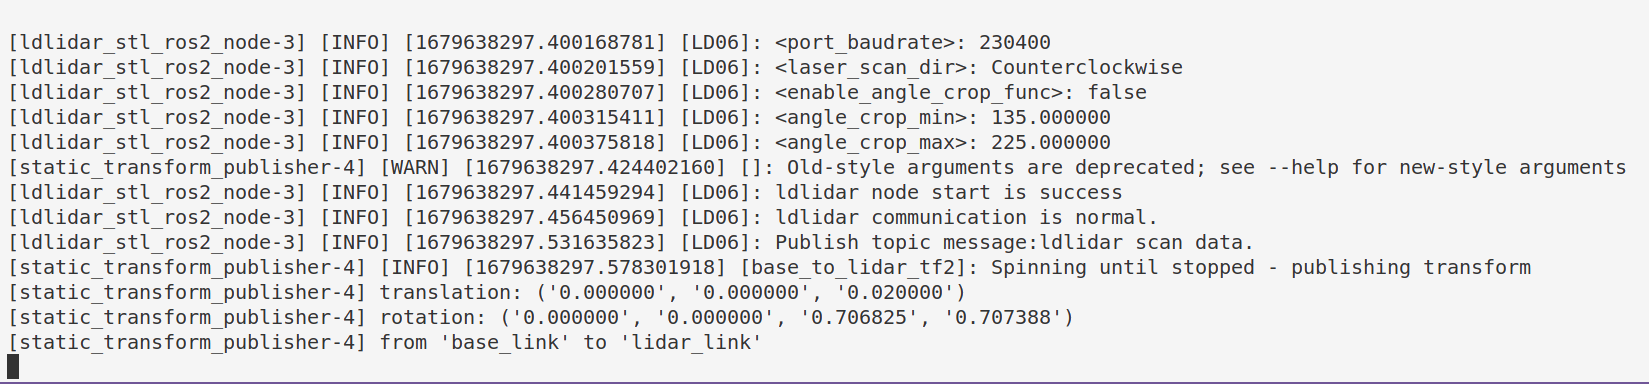 [ldlidar_stl_ros2_node-3] [INFO] [1679638297.400168781] [LD06]: <port_baudrate>: 230400
[ldlidar_stl_ros2_node-3] [INFO] [1679638297.400201559] [LD06]: <laser_scan_dir>: Counterclockwise
[ldlidar_stl_ros2_node-3] [INFO] [1679638297.400280707] [LD06]: <enable_angle_crop_func>: false
[ldlidar_stl_ros2_node-3] [INFO] [1679638297.400315411] [LD06]: <angle_crop_min>: 135.000000
[ldlidar_stl_ros2_node-3] [INFO] [1679638297.400375818] [LD06]: <angle_crop_max>: 225.000000
[static_transform_publisher-4] [WARN] [1679638297.424402160] []: Old-style arguments are deprecated; see --help for new-style arguments
[ldlidar_stl_ros2_node-3] [INFO] [1679638297.441459294] [LD06]: ldlidar node start is success
[ldlidar_stl_ros2_node-3] [INFO] [1679638297.456450969] [LD06]: ldlidar communication is normal.
[ldlidar_stl_ros2_node-3] [INFO] [1679638297.531635823] [LD06]: Publish topic message:ldlidar scan data.
[static_transform_publisher-4] [INFO] [1679638297.578301918] [base_to_lidar_tf2]: Spinning until stopped - publishing transform
[static_transform_publisher-4] translation: ('0.000000', '0.000000', '0.020000')
[static_transform_publisher-4] rotation: ('0.000000', '0.000000', '0.706825', '0.707388')
[static_transform_publisher-4] from 'base_link' to 'lidar_link'